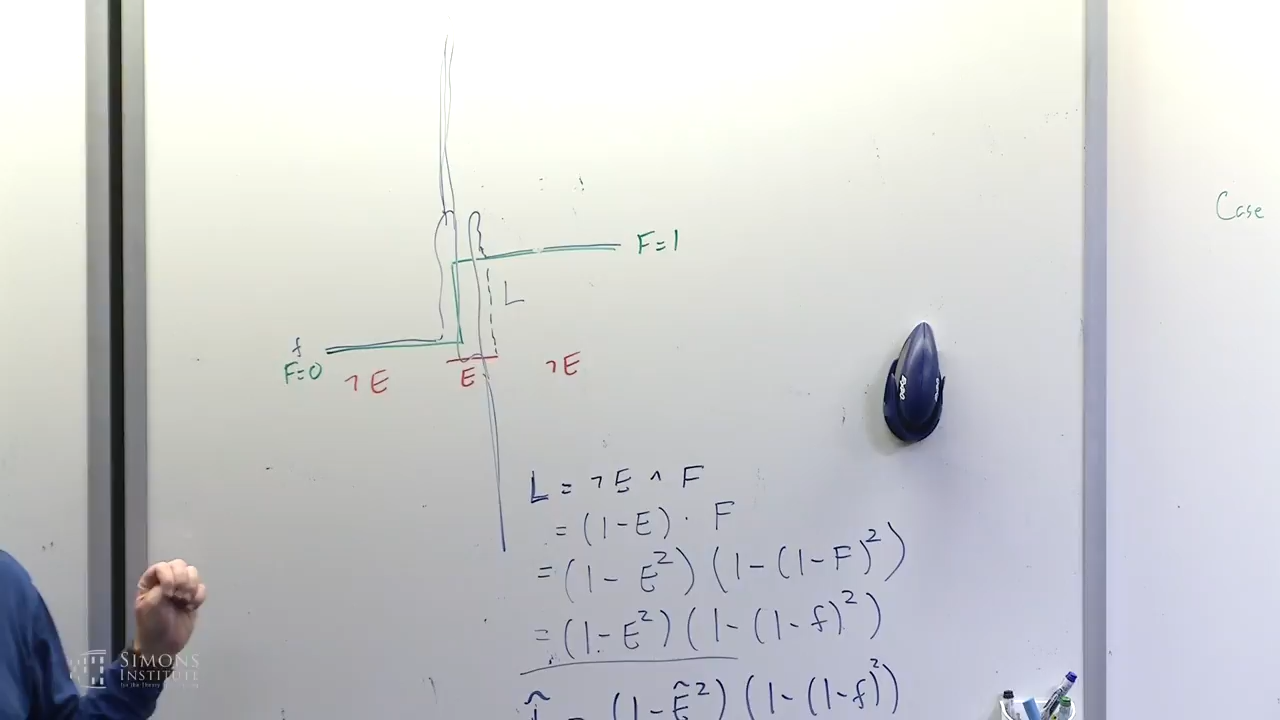 F=1
L
f
F=0
¬E
E
¬E
L = ¬E ∧ F
= (1-E) · F
= (1-E²)(1-(1-F)²)
= (1-E²)(1-(1-f)²)
= (1-Ẽ²)(1-(1-f)²)
Case
SIMONS
INSTITUTE